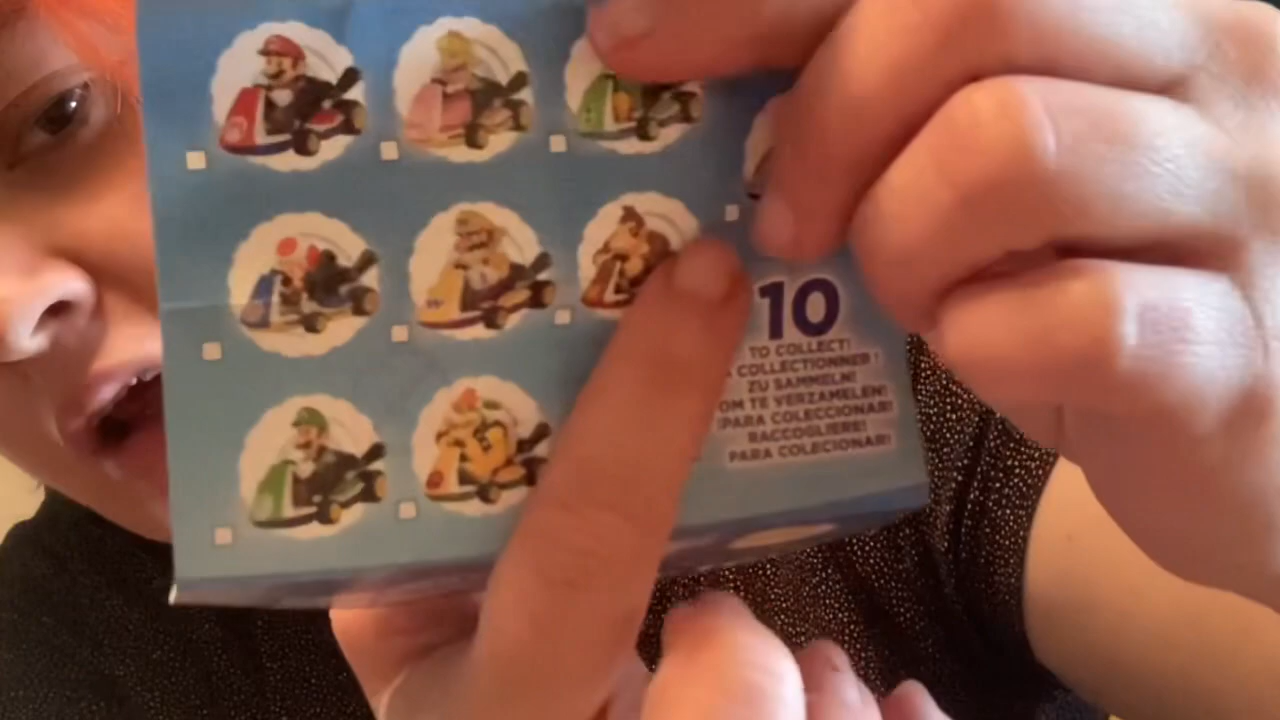 10
TO COLLECT!
COLLECTIONNER !
ZU SAMMELN!
OM TE VERZAMELEN!
¡PARA COLECCIONAR!
RACCOGLIERE!
PARA COLECIONAR!